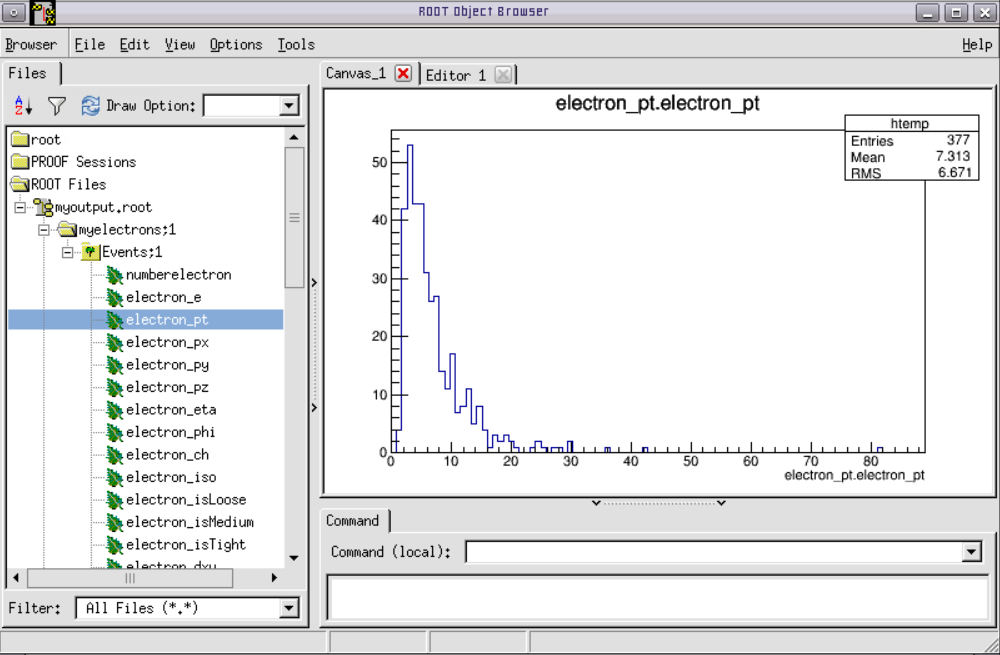 ROOT Object Browser
Browser File Edit View Options Tools Help
Files
Draw Option:
root
PROOF Sessions
ROOT Files
myoutput.root
myelectrons;1
Events;1
numberelectron
electron_e
electron_pt
electron_px
electron_py
electron_pz
electron_eta
electron_phi
electron_ch
electron_iso
electron_isLoose
electron_isMedium
electron_isTight
electron_dxy
Filter: All Files (*.*)
Canvas_1 Editor 1
electron_pt.electron_pt
htemp
Entries 377
Mean 7.313
RMS 6.671
50
40
30
20
10
0
0 10 20 30 40 50 60 70 80
electron_pt.electron_pt
Command
Command (local):